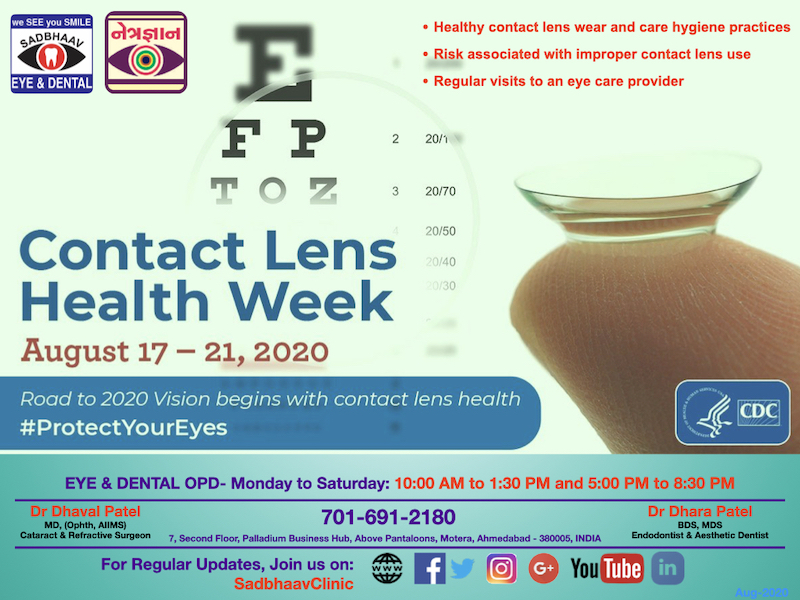 we SEE you SMILE
SADBHAAV
EYE & DENTAL
નેત્રજ્ઞાન
• Healthy contact lens wear and care hygiene practices
• Risk associated with improper contact lens use
• Regular visits to an eye care provider
E
F P 2
T O Z 3 20/70
4 20/50
20/40
20/30
Contact Lens
Health Week
August 17 – 21, 2020
Road to 2020 Vision begins with contact lens health
#ProtectYourEyes
CDC
EYE & DENTAL OPD- Monday to Saturday: 10:00 AM to 1:30 PM and 5:00 PM to 8:30 PM
Dr Dhaval Patel
MD, (Ophth, AIIMS)
Cataract & Refractive Surgeon
701-691-2180
7, Second Floor, Palladium Business Hub, Above Pantaloons, Motera, Ahmedabad - 380005, INDIA
Dr Dhara Patel
BDS, MDS
Endodontist & Aesthetic Dentist
For Regular Updates, Join us on:
SadbhaavClinic
www
f
G+
YouTube
in
Aug-2020